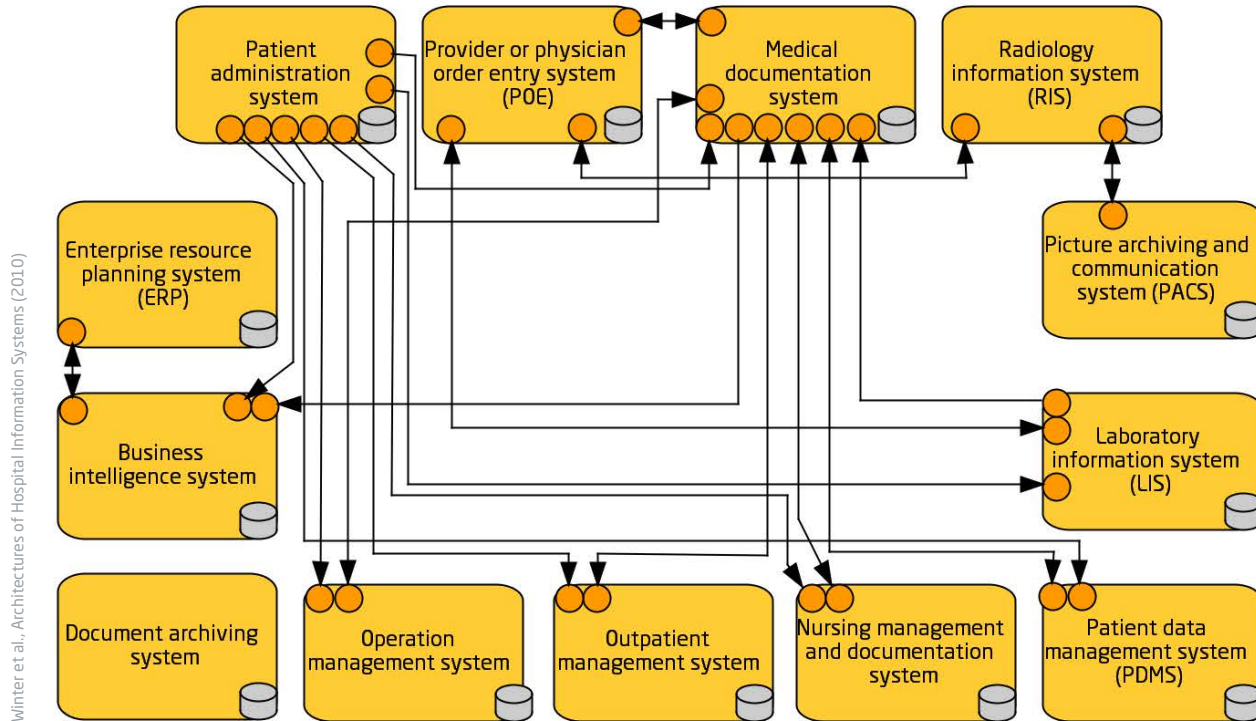 Patient
administration
system
Provider or physician
order entry system
(POE)
Medical
documentation
system
Radiology
information system
(RIS)
Enterprise resource
planning system
(ERP)
Picture archiving and
communication
system (PACS)
Business
intelligence system
Laboratory
information system
(LIS)
Document archiving
system
Operation
management system
Outpatient
management system
Nursing management
and documentation
system
Patient data
management system
(PDMS)
Winter et al., Architectures of Hospital Information Systems (2010)